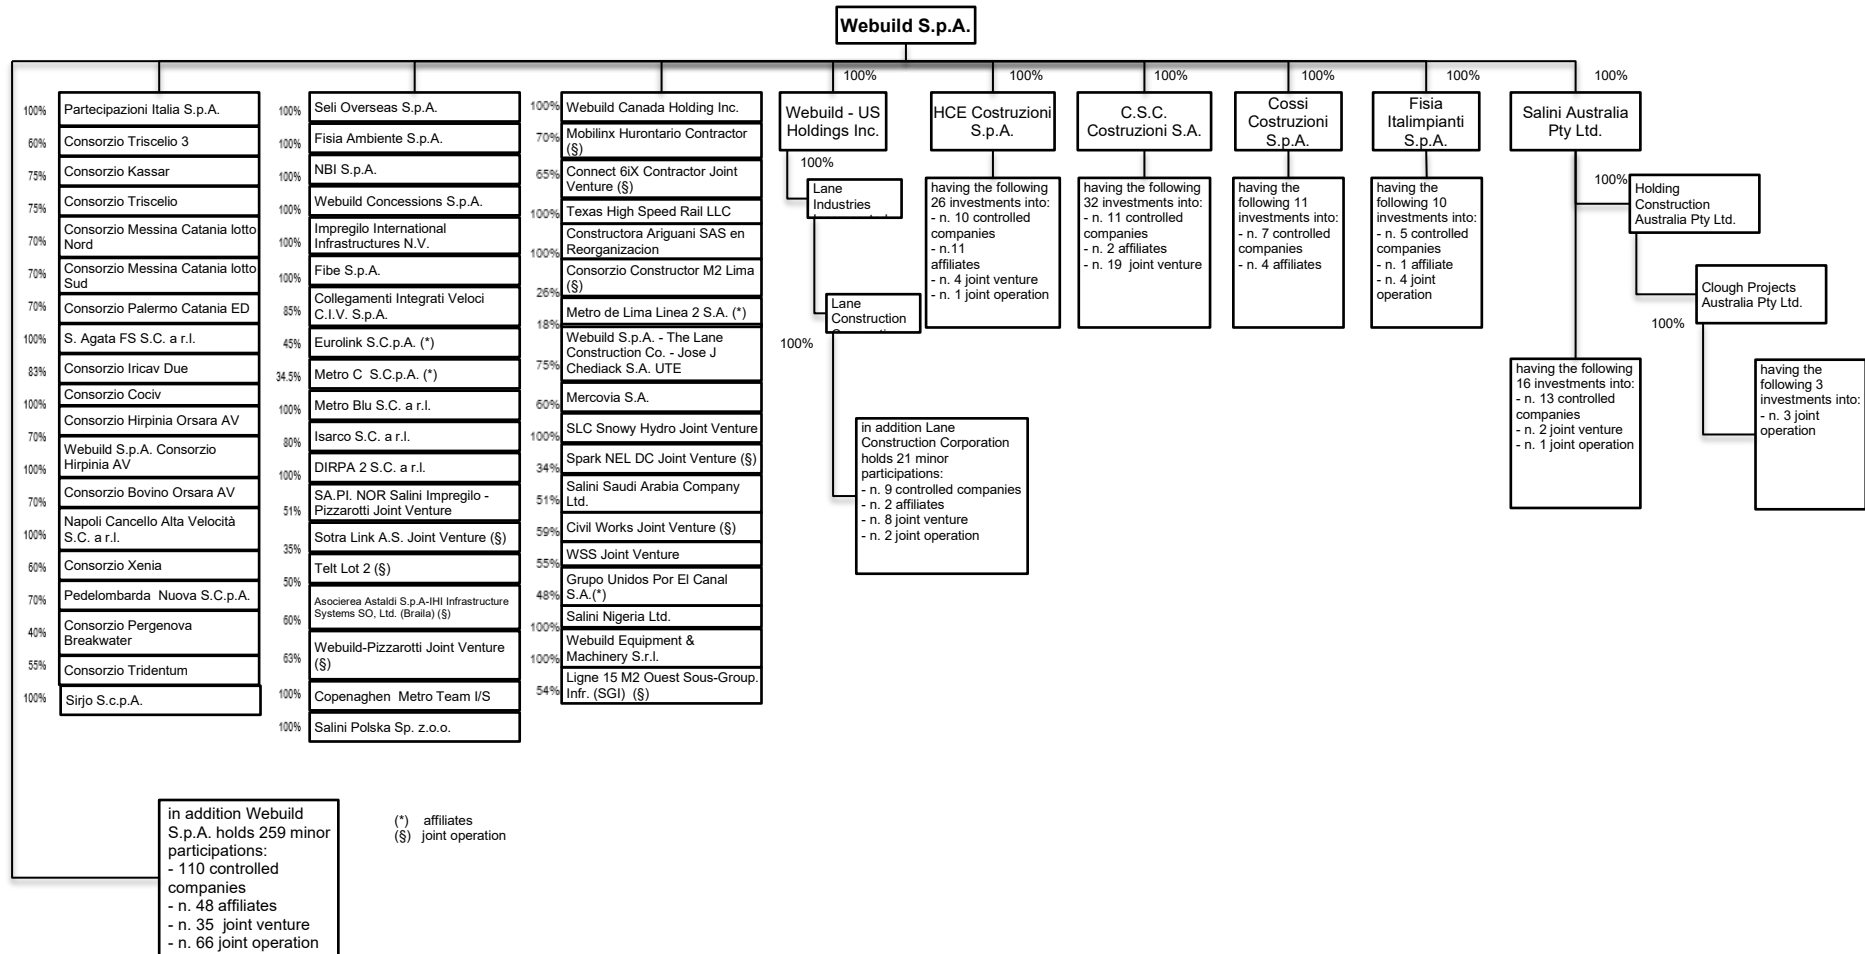 Webuild S.p.A.
100%
Partecipazioni Italia S.p.A.
60%
Consorzio Triscelio 3
75%
Consorzio Kassar
75%
Consorzio Triscelio
70%
Consorzio Messina Catania lotto
Nord
70%
Consorzio Messina Catania lotto
Sud
70%
Consorzio Palermo Catania ED
100%
S. Agata FS S.C. a r.l.
83%
Consorzio Iricav Due
Consorzio Cociv
100%
Consorzio Hirpinia Orsara AV
70%
Webuild S.p.A. Consorzio
Hirpinia AV
100%
Consorzio Bovino Orsara AV
70%
Napoli Cancello Alta Velocità
S.C. a r.l.
100%
Consorzio Xenia
60%
Pedelombarda  Nuova S.C.p.A.
70%
Consorzio Pergenova
Breakwater
40%
Consorzio Tridentum
55%
Sirjo S.c.p.A.
100%
100%
Seli Overseas S.p.A.
100%
Fisia Ambiente S.p.A.
100%
NBI S.p.A.
100%
Webuild Concessions S.p.A.
100%
Impregilo International
Infrastructures N.V.
100%
Fibe S.p.A.
85%
Collegamenti Integrati Veloci
C.I.V. S.p.A.
45%
Eurolink S.C.p.A. (*)
34.5%
Metro C  S.C.p.A. (*)
100%
Metro Blu S.C. a r.l.
80%
Isarco S.C. a r.l.
100%
DIRPA 2 S.C. a r.l.
51%
SA.PI. NOR Salini Impregilo -
Pizzarotti Joint Venture
35%
Sotra Link A.S. Joint Venture (§)
50%
Telt Lot 2 (§)
60%
Asocierea Astaldi S.p.A-IHI Infrastructure
Systems SO, Ltd. (Braila) (§)
63%
Webuild-Pizzarotti Joint Venture
(§)
100%
Copenaghen  Metro Team I/S
100%
Salini Polska Sp. z.o.o.
100%
Webuild Canada Holding Inc.
70%
Mobilinx Hurontario Contractor
(§)
65%
Connect 6iX Contractor Joint
Venture (§)
100%
Texas High Speed Rail LLC
100%
Constructora Ariguani SAS en
Reorganizacion
26%
Consorzio Constructor M2 Lima
(§)
18%
Metro de Lima Linea 2 S.A. (*)
75%
Webuild S.p.A. - The Lane
Construction Co. - Jose J
Chediack S.A. UTE
60%
Mercovia S.A.
100%
SLC Snowy Hydro Joint Venture
34%
Spark NEL DC Joint Venture (§)
51%
Salini Saudi Arabia Company
Ltd.
59%
Civil Works Joint Venture (§)
55%
WSS Joint Venture
48%
Grupo Unidos Por El Canal
S.A.(*)
100%
Salini Nigeria Ltd.
100%
Webuild Equipment &
Machinery S.r.l.
54%
Ligne 15 M2 Ouest Sous-Group.
Infr. (SGI)  (§)
100%
Webuild - US
Holdings Inc.
100%
Lane
Industries
Lane
Construction
100%
in addition Lane
Construction Corporation
holds 21 minor
participations:
- n. 9 controlled companies
- n. 2 affiliates
- n. 8 joint venture
- n. 2 joint operation
100%
HCE Costruzioni
S.p.A.
having the following
26 investments into:
- n. 10 controlled
companies
- n.11
affiliates
- n. 4 joint venture
- n. 1 joint operation
100%
C.S.C.
Costruzioni S.A.
having the following
32 investments into:
- n. 11 controlled
companies
- n. 2 affiliates
- n. 19  joint venture
100%
Cossi
Costruzioni
S.p.A.
having the
following 11
investments into:
- n. 7 controlled
companies
- n. 4 affiliates
100%
Fisia
Italimpianti
S.p.A.
having the
following 10
investments into:
- n. 5 controlled
companies
- n. 1 affiliate
- n. 4 joint
operation
100%
Salini Australia
Pty Ltd.
100%
Holding
Construction
Australia Pty Ltd.
Clough Projects
Australia Pty Ltd.
100%
having the following
16 investments into:
- n. 13 controlled
companies
- n. 2 joint venture
- n. 1 joint operation
having the
following 3
investments into:
- n. 3 joint
operation
in addition Webuild
S.p.A. holds 259 minor
participations:
- 110 controlled
companies
- n. 48 affiliates
- n. 35  joint venture
- n. 66 joint operation
(*) affiliates
(§) joint operation